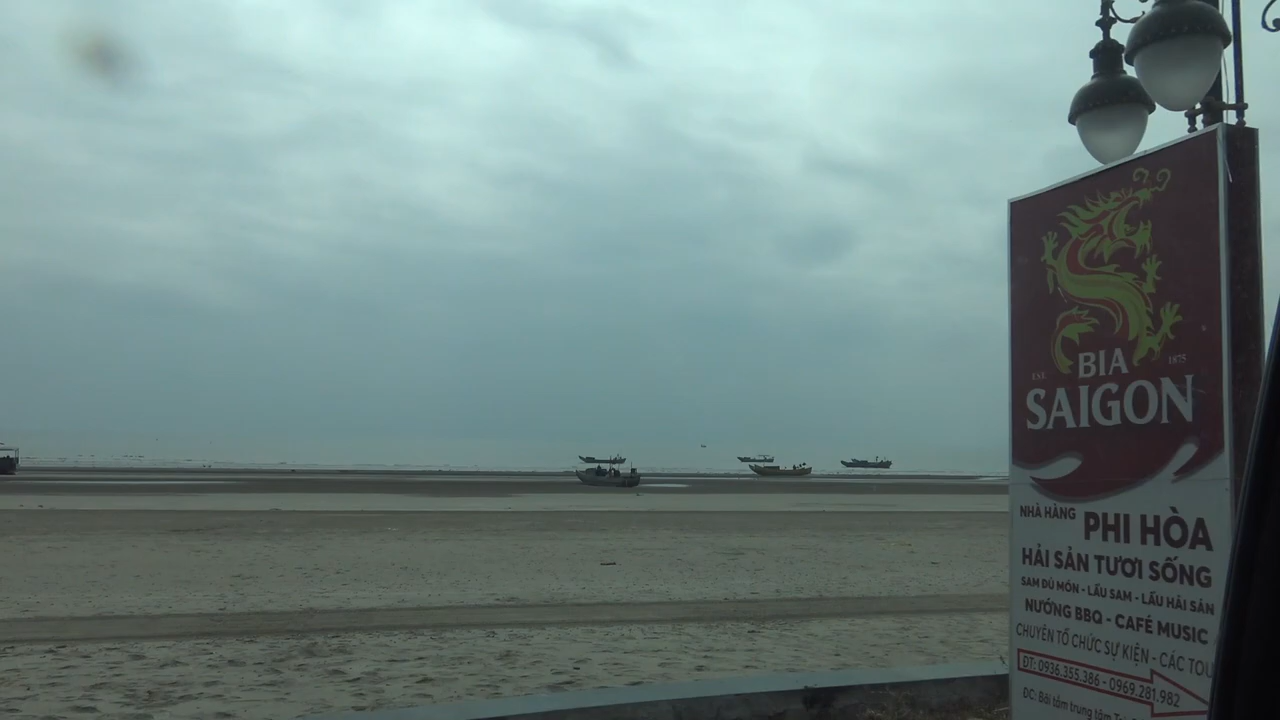 BIA
EST. 1875
SAIGON
NHÀ HÀNG PHI HÒA
HẢI SẢN TƯƠI SỐNG
SAM ĐỦ MÓN - LẨU SAM - LẨU HẢI SẢN
NƯỚNG BBQ - CAFÉ MUSIC
CHUYÊN TỔ CHỨC SỰ KIỆN - CÁC TOU
ĐT: 0936.355.386 - 0969.281.982
ĐC: Bãi tắm trung tâm